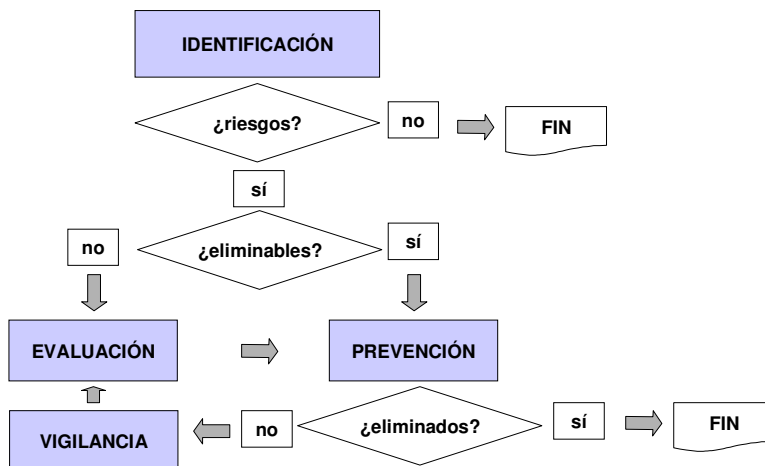 IDENTIFICACIÓN
¿riesgos?
no
FIN
sí
no
¿eliminables?
sí
EVALUACIÓN
PREVENCIÓN
VIGILANCIA
no
¿eliminados?
sí
FIN